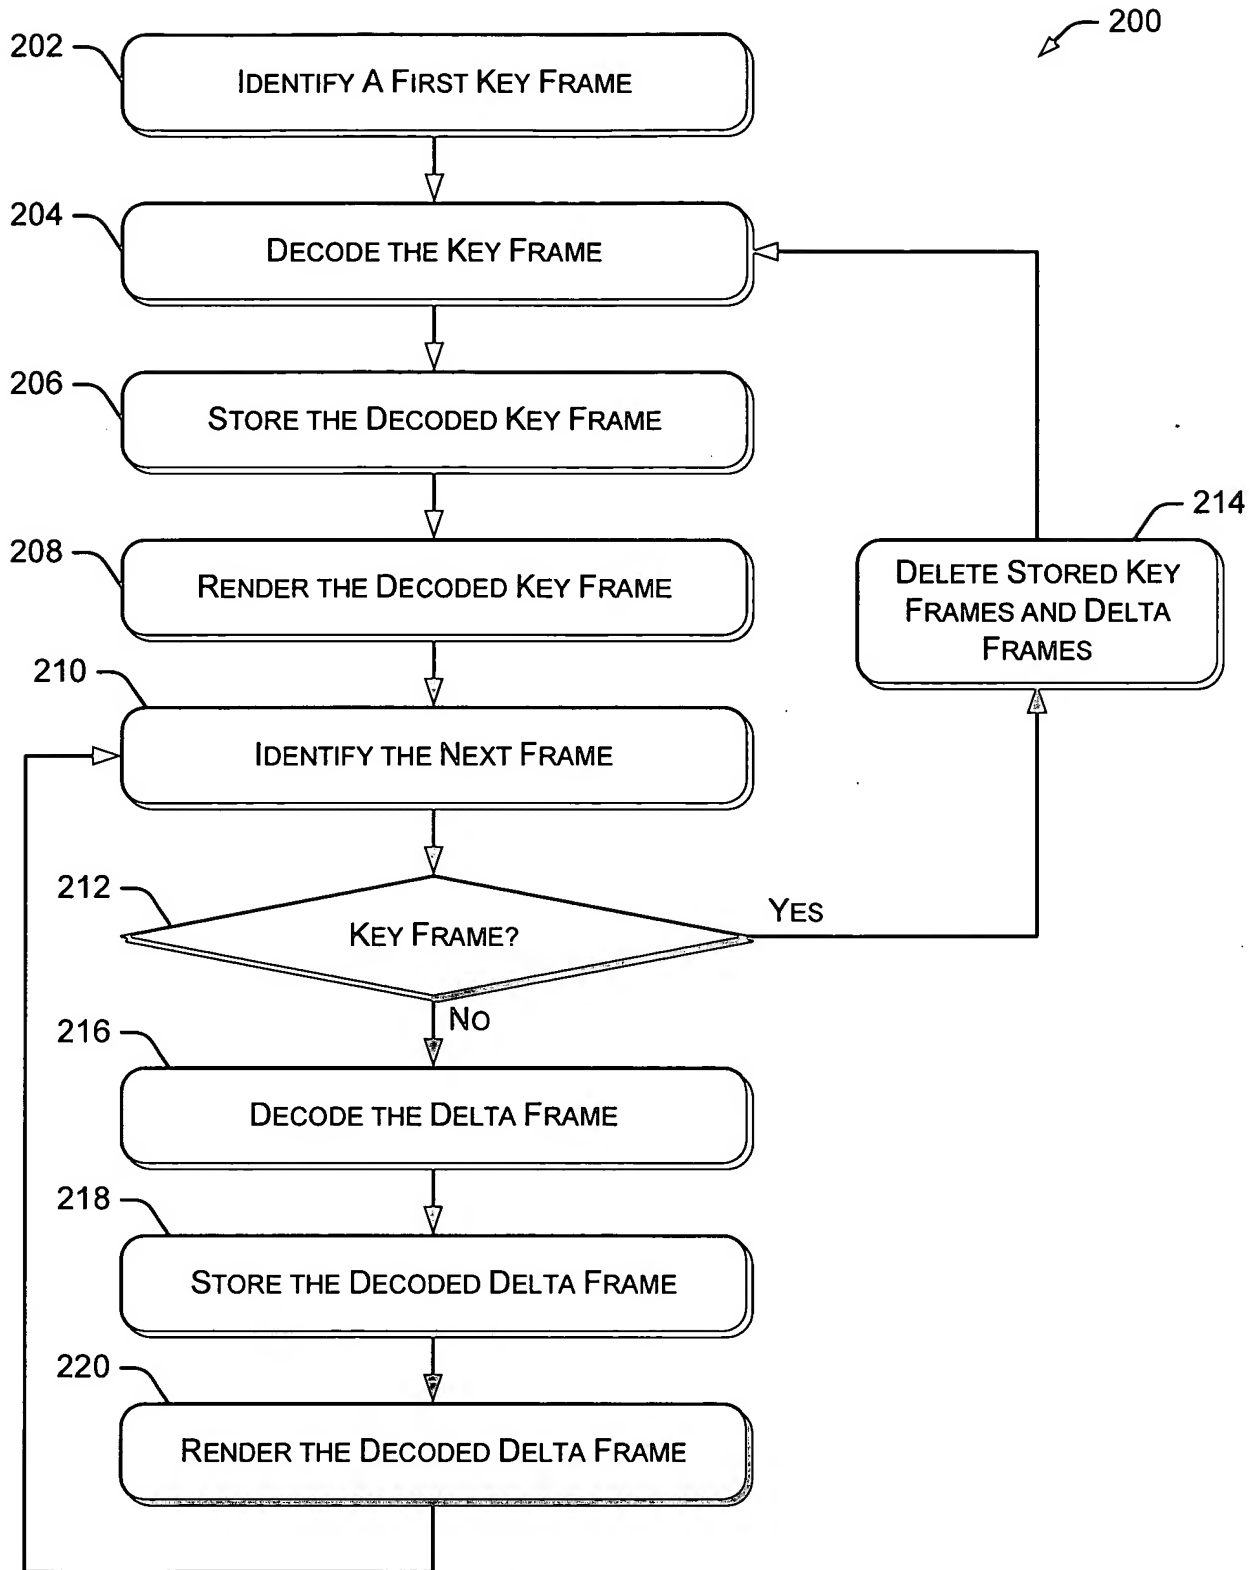 200
202
IDENTIFY A FIRST KEY FRAME
204
DECODE THE KEY FRAME
206
STORE THE DECODED KEY FRAME
214
208
RENDER THE DECODED KEY FRAME
DELETE STORED KEY
FRAMES AND DELTA
FRAMES
210
IDENTIFY THE NEXT FRAME
212
KEY FRAME?
YES
NO
216
DECODE THE DELTA FRAME
218
STORE THE DECODED DELTA FRAME
220
RENDER THE DECODED DELTA FRAME